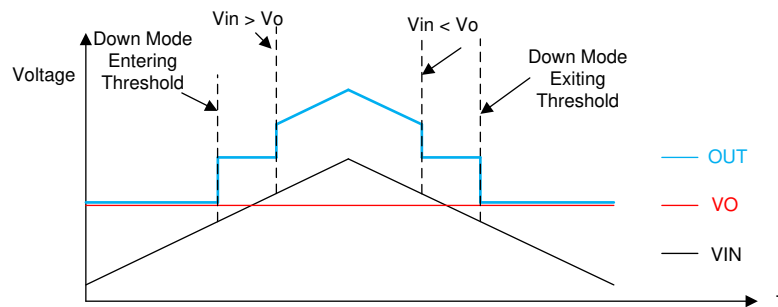 Vin > Vo
Vin < Vo
Down Mode
Entering
Threshold
Down Mode
Exiting
Threshold
Voltage
OUT
VO
VIN